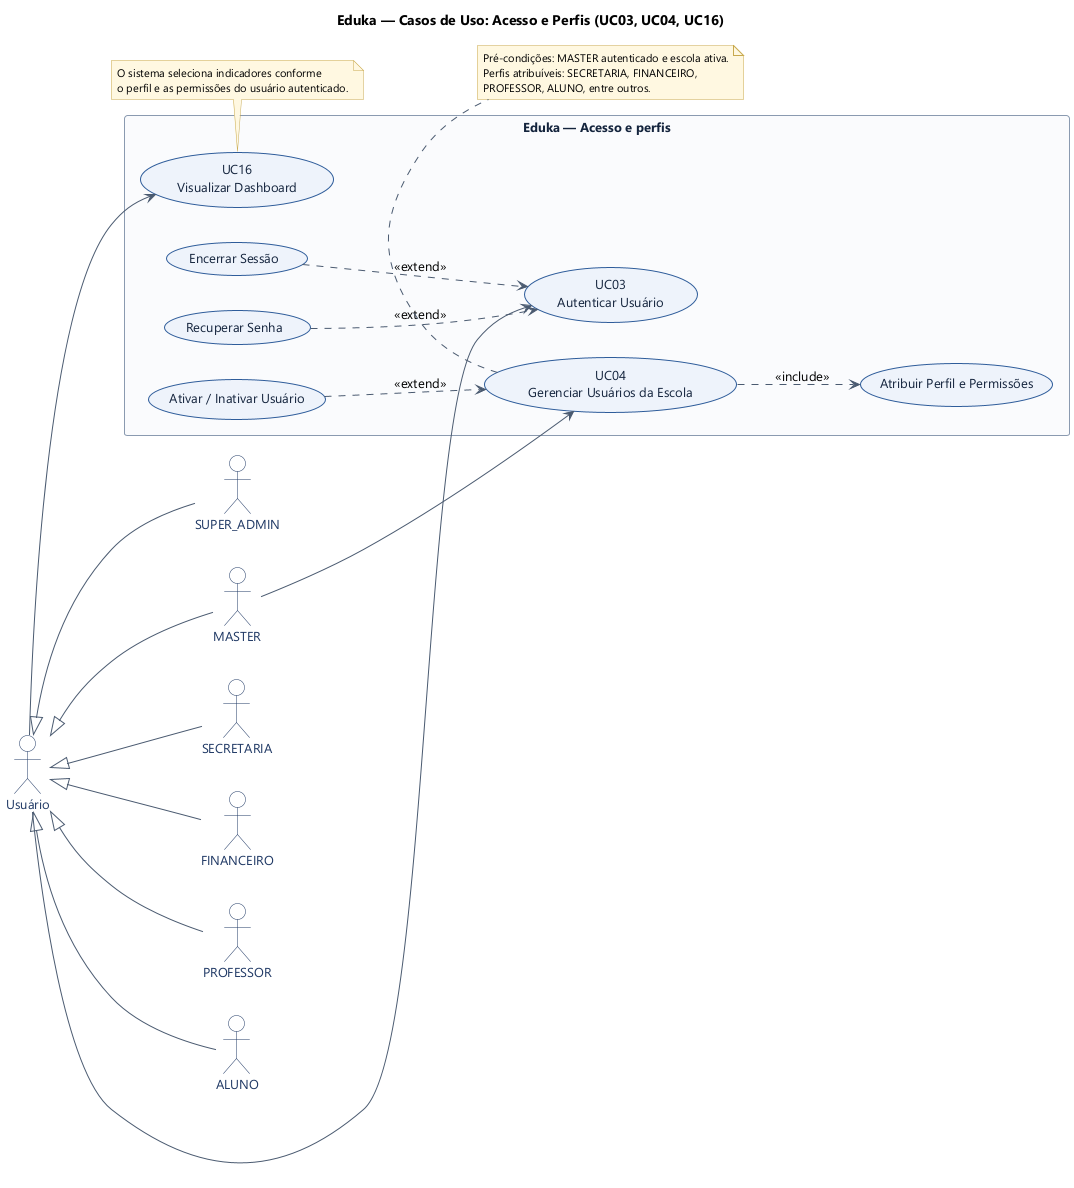 Eduka — Casos de Uso: Acesso e Perfis (UC03, UC04, UC16)
Pré-condições: MASTER autenticado e escola ativa.
Perfis atribuíveis: SECRETARIA, FINANCEIRO,
PROFESSOR, ALUNO, entre outros.
O sistema seleciona indicadores conforme
o perfil e as permissões do usuário autenticado.
Eduka — Acesso e perfis
UC16
Visualizar Dashboard
Encerrar Sessão
«extend»
UC03
Autenticar Usuário
Recuperar Senha
«extend»
Ativar / Inativar Usuário
«extend»
UC04
Gerenciar Usuários da Escola
«include»
Atribuir Perfil e Permissões
SUPER_ADMIN
MASTER
SECRETARIA
Usuário
FINANCEIRO
PROFESSOR
ALUNO